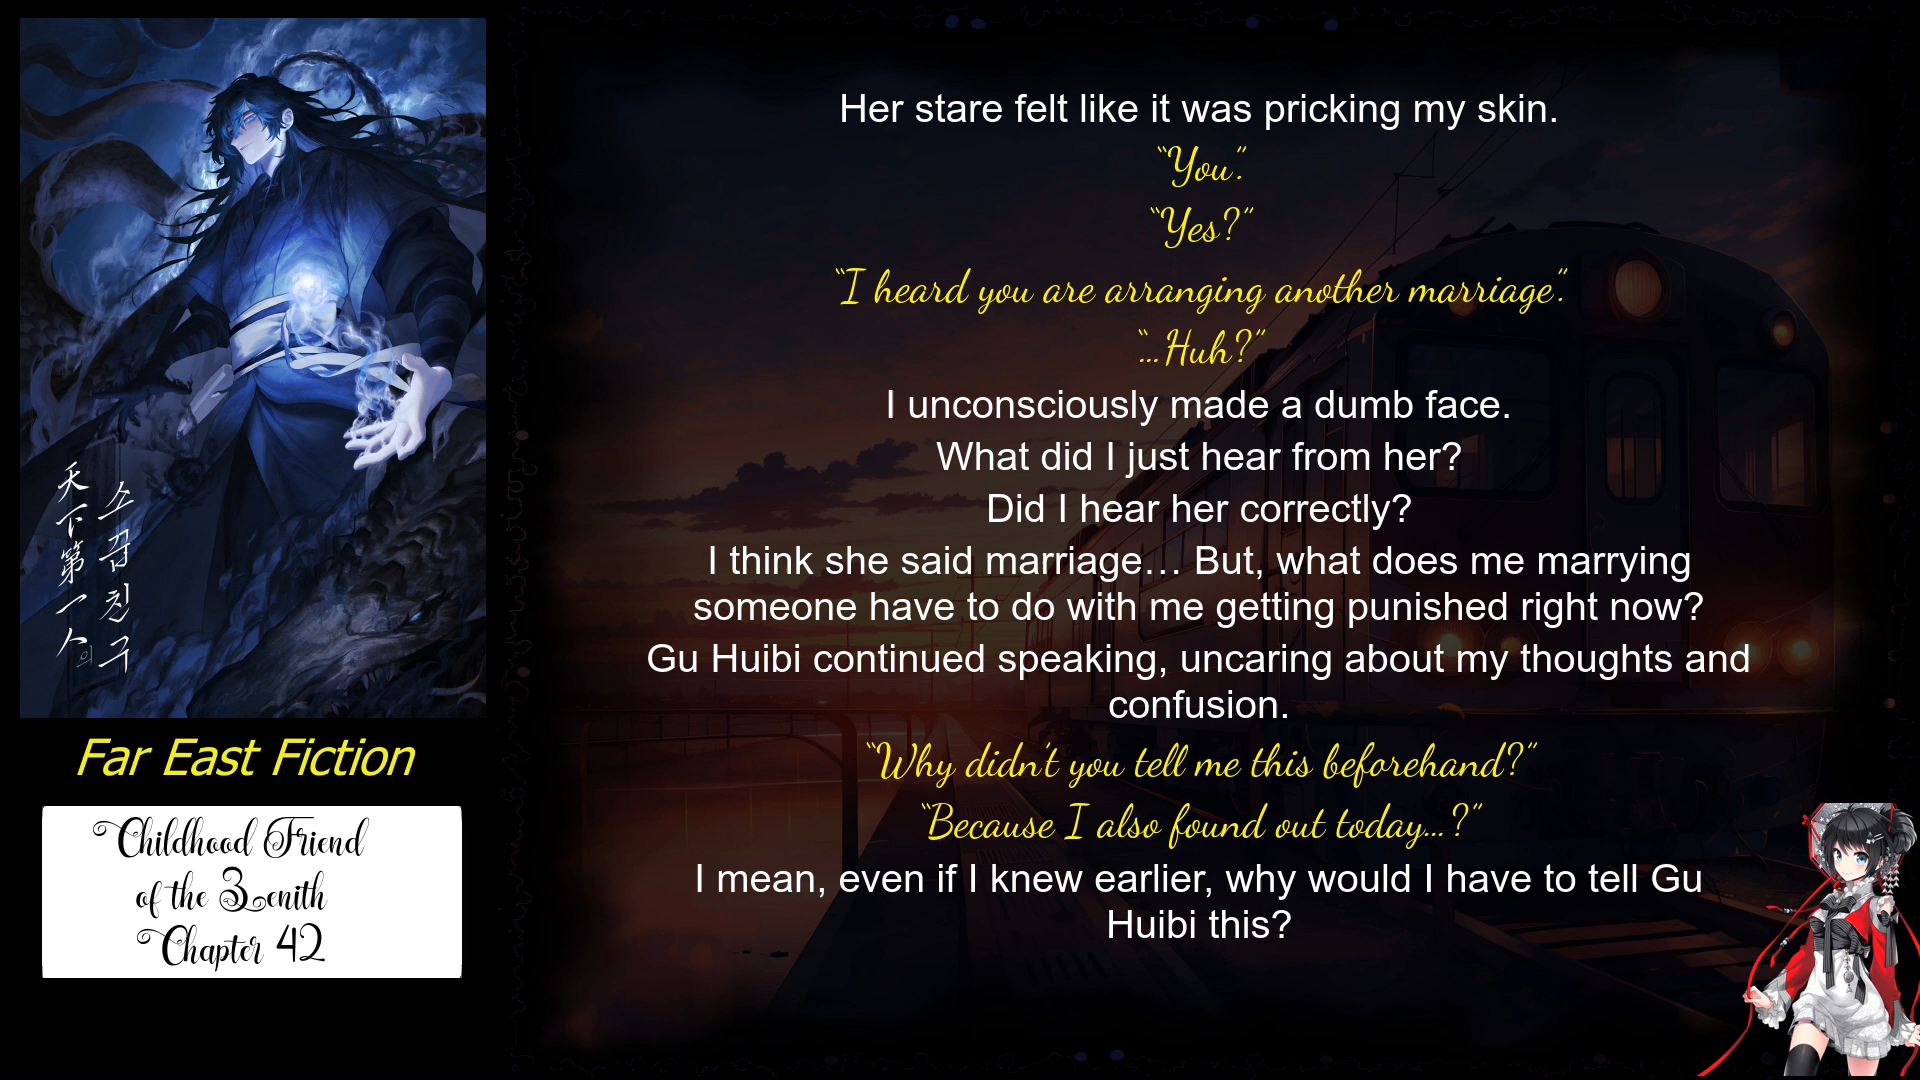 Her stare felt like it was pricking my skin.
“You”.
“Yes?”
“I heard you are arranging another marriage”.
“…Huh?”
I unconsciously made a dumb face.
What did I just hear from her?
Did I hear her correctly?
I think she said marriage… But, what does me marrying
someone have to do with me getting punished right now?
Gu Huibi continued speaking, uncaring about my thoughts and
confusion.
“Why didn’t you tell me this beforehand?”
“Because I also found out today…?”
I mean, even if I knew earlier, why would I have to tell Gu
Huibi this?
天下第一人의
소꿉친구
Far East Fiction
Childhood Friend
of the Zenith
Chapter 42